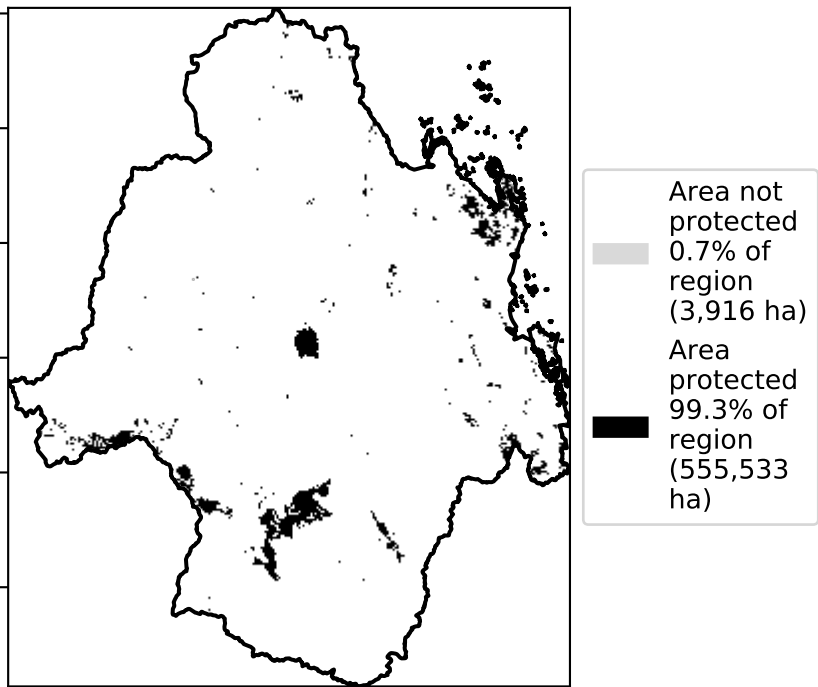 Area not
protected
0.7% of
region
(3,916 ha)
Area
protected
99.3% of
region
(555,533
ha)